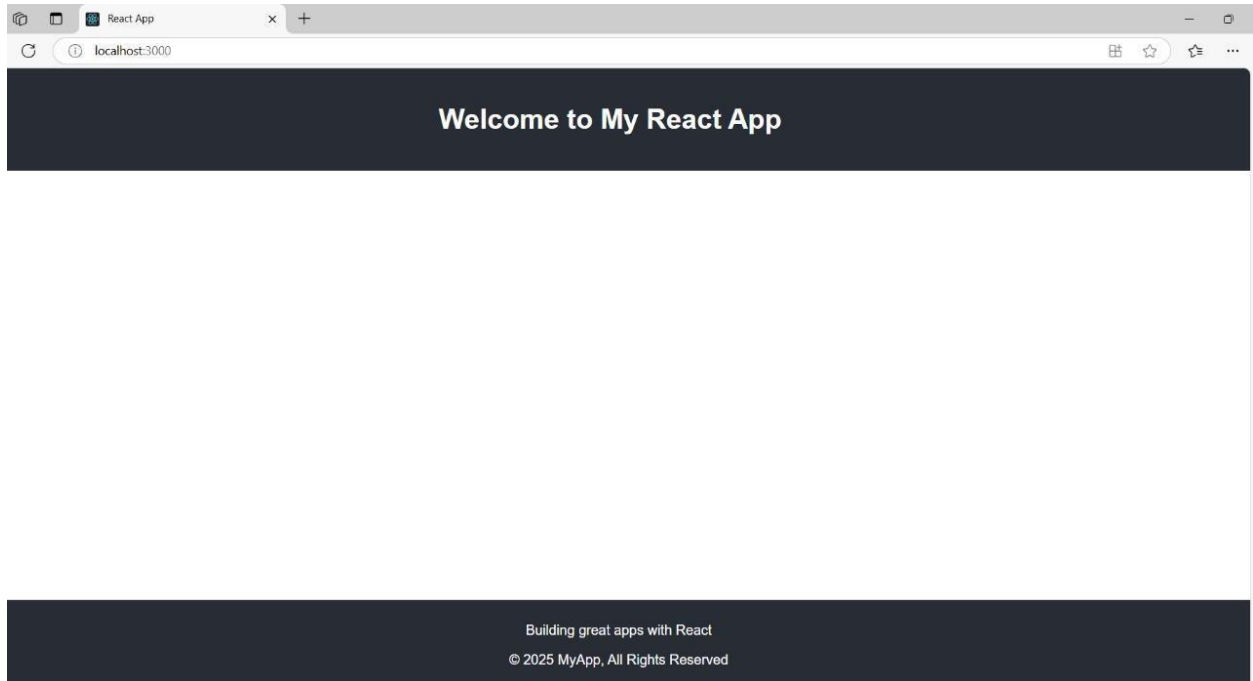 React App
localhost:3000
Welcome to My React App
Building great apps with React
© 2025 MyApp, All Rights Reserved